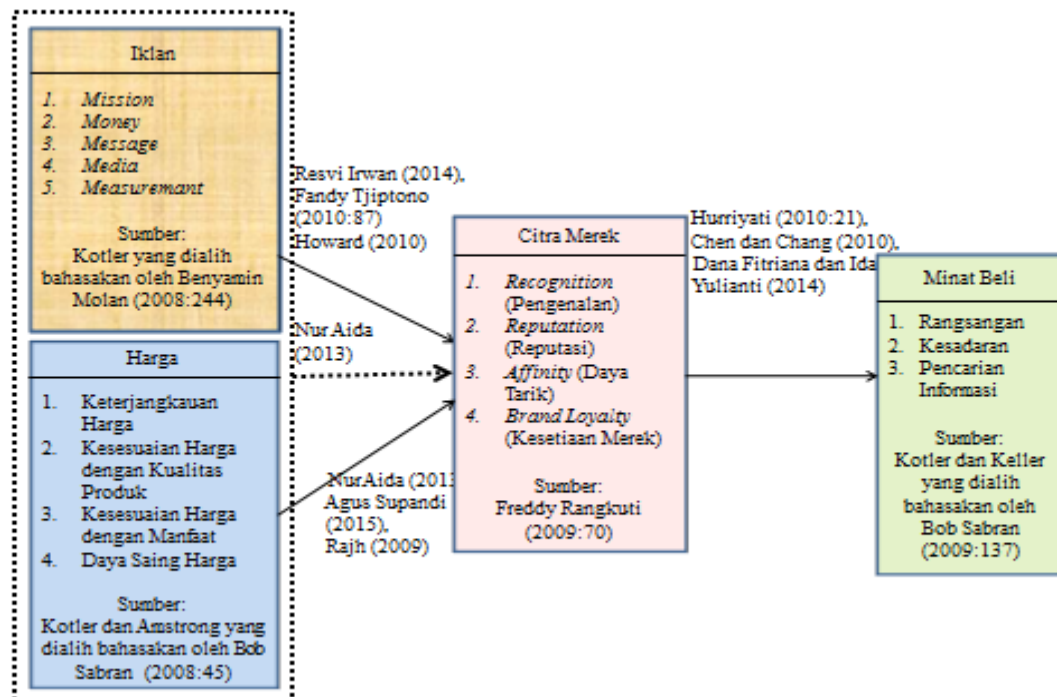 Iklan
1. Mission
2. Money
3. Message
4. Media
5. Measuremant
Sumber:
Kotler yang dialih
bahasakan oleh Benyamin
Molan (2008:244)
Harga
1. Keterjangkauan
Harga
2. Kesesuaian Harga
dengan Kualitas
Produk
3. Kesesuaian Harga
dengan Manfaat
4. Daya Saing Harga
Sumber:
Kotler dan Amstrong yang
dialih bahasakan oleh Bob
Sabran (2008:45)
Resvi Irwan (2014),
Fandy Tjiptono
(2010:87)
Howard (2010)
Nur Aida
(2013)
Nur Aida (2013
Agus Supandi
(2015),
Rajh (2009)
Citra Merek
1. Recognition
(Pengenalan)
2. Reputation
(Reputasi)
3. Affinity (Daya
Tarik)
4. Brand Loyalty
(Kesetiaan Merek)
Sumber:
Freddy Rangkuti
(2009:70)
Hurriyati (2010:21),
Chen dan Chang (2010),
Dana Fitriana dan Ida
Yulianti (2014)
Minat Beli
1. Rangsangan
2. Kesadaran
3. Pencarian
Informasi
Sumber:
Kotler dan Keller
yang dialih
bahasakan oleh
Bob Sabran
(2009:137)